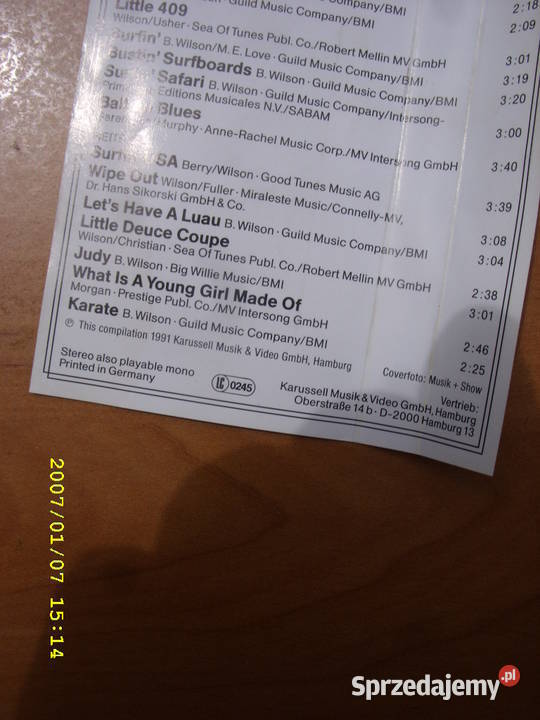 Guild Music Company/BMI
2:18
Little 409
2:09
Wilson/Usher · Sea Of Tunes Publ. Co./Robert Mellin MV GmbH
Surfin' B. Wilson/M. E. Love · Guild Music Company/BMI
3:01
Bustin' Surfboards B. Wilson · Guild Music Company/BMI
3:19
Surfin' Safari B. Wilson · Guild Music Company/Intersong-
3:20
Editions Musicales N.V./SABAM
Blues
3:00
Murphy · Anne-Rachel Music Corp./MV Intersong GmbH
3:40
Surfin' USA Berry/Wilson · Good Tunes Music AG
Wipe Out Wilson/Fuller · Miraleste Music/Connelly-MV,
3:39
Dr. Hans Sikorski GmbH & Co.
Let's Have A Luau B. Wilson · Guild Music Company/BMI
3:08
Little Deuce Coupe
3:04
Wilson/Christian · Sea Of Tunes Publ. Co./Robert Mellin MV GmbH
Judy B. Wilson · Big Willie Music/BMI
2:38
What Is A Young Girl Made Of
3:01
Morgan · Prestige Publ. Co./MV Intersong GmbH
Karate B. Wilson · Guild Music Company/BMI
2:46
2:25
℗ This compilation 1991 Karussell Musik & Video GmbH, Hamburg
Coverfoto: Musik + Show
Stereo also playable mono
Printed in Germany
LC 0245
Vertrieb:
Karussell Musik & Video GmbH, Hamburg
Oberstraße 14 b · D-2000 Hamburg 13
2007/01/07 15:14
Sprzedajemy.pl